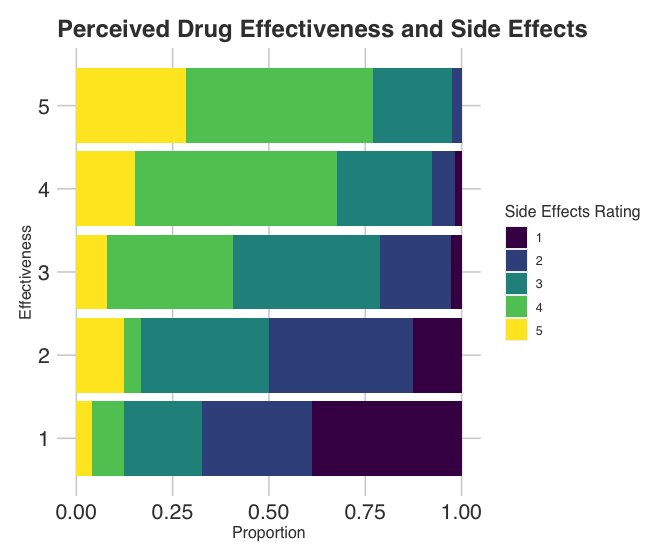 Perceived Drug Effectiveness and Side Effects
Effectiveness
5
4
3
2
1
0.00 0.25 0.50 0.75 1.00
Proportion
Side Effects Rating
1
2
3
4
5